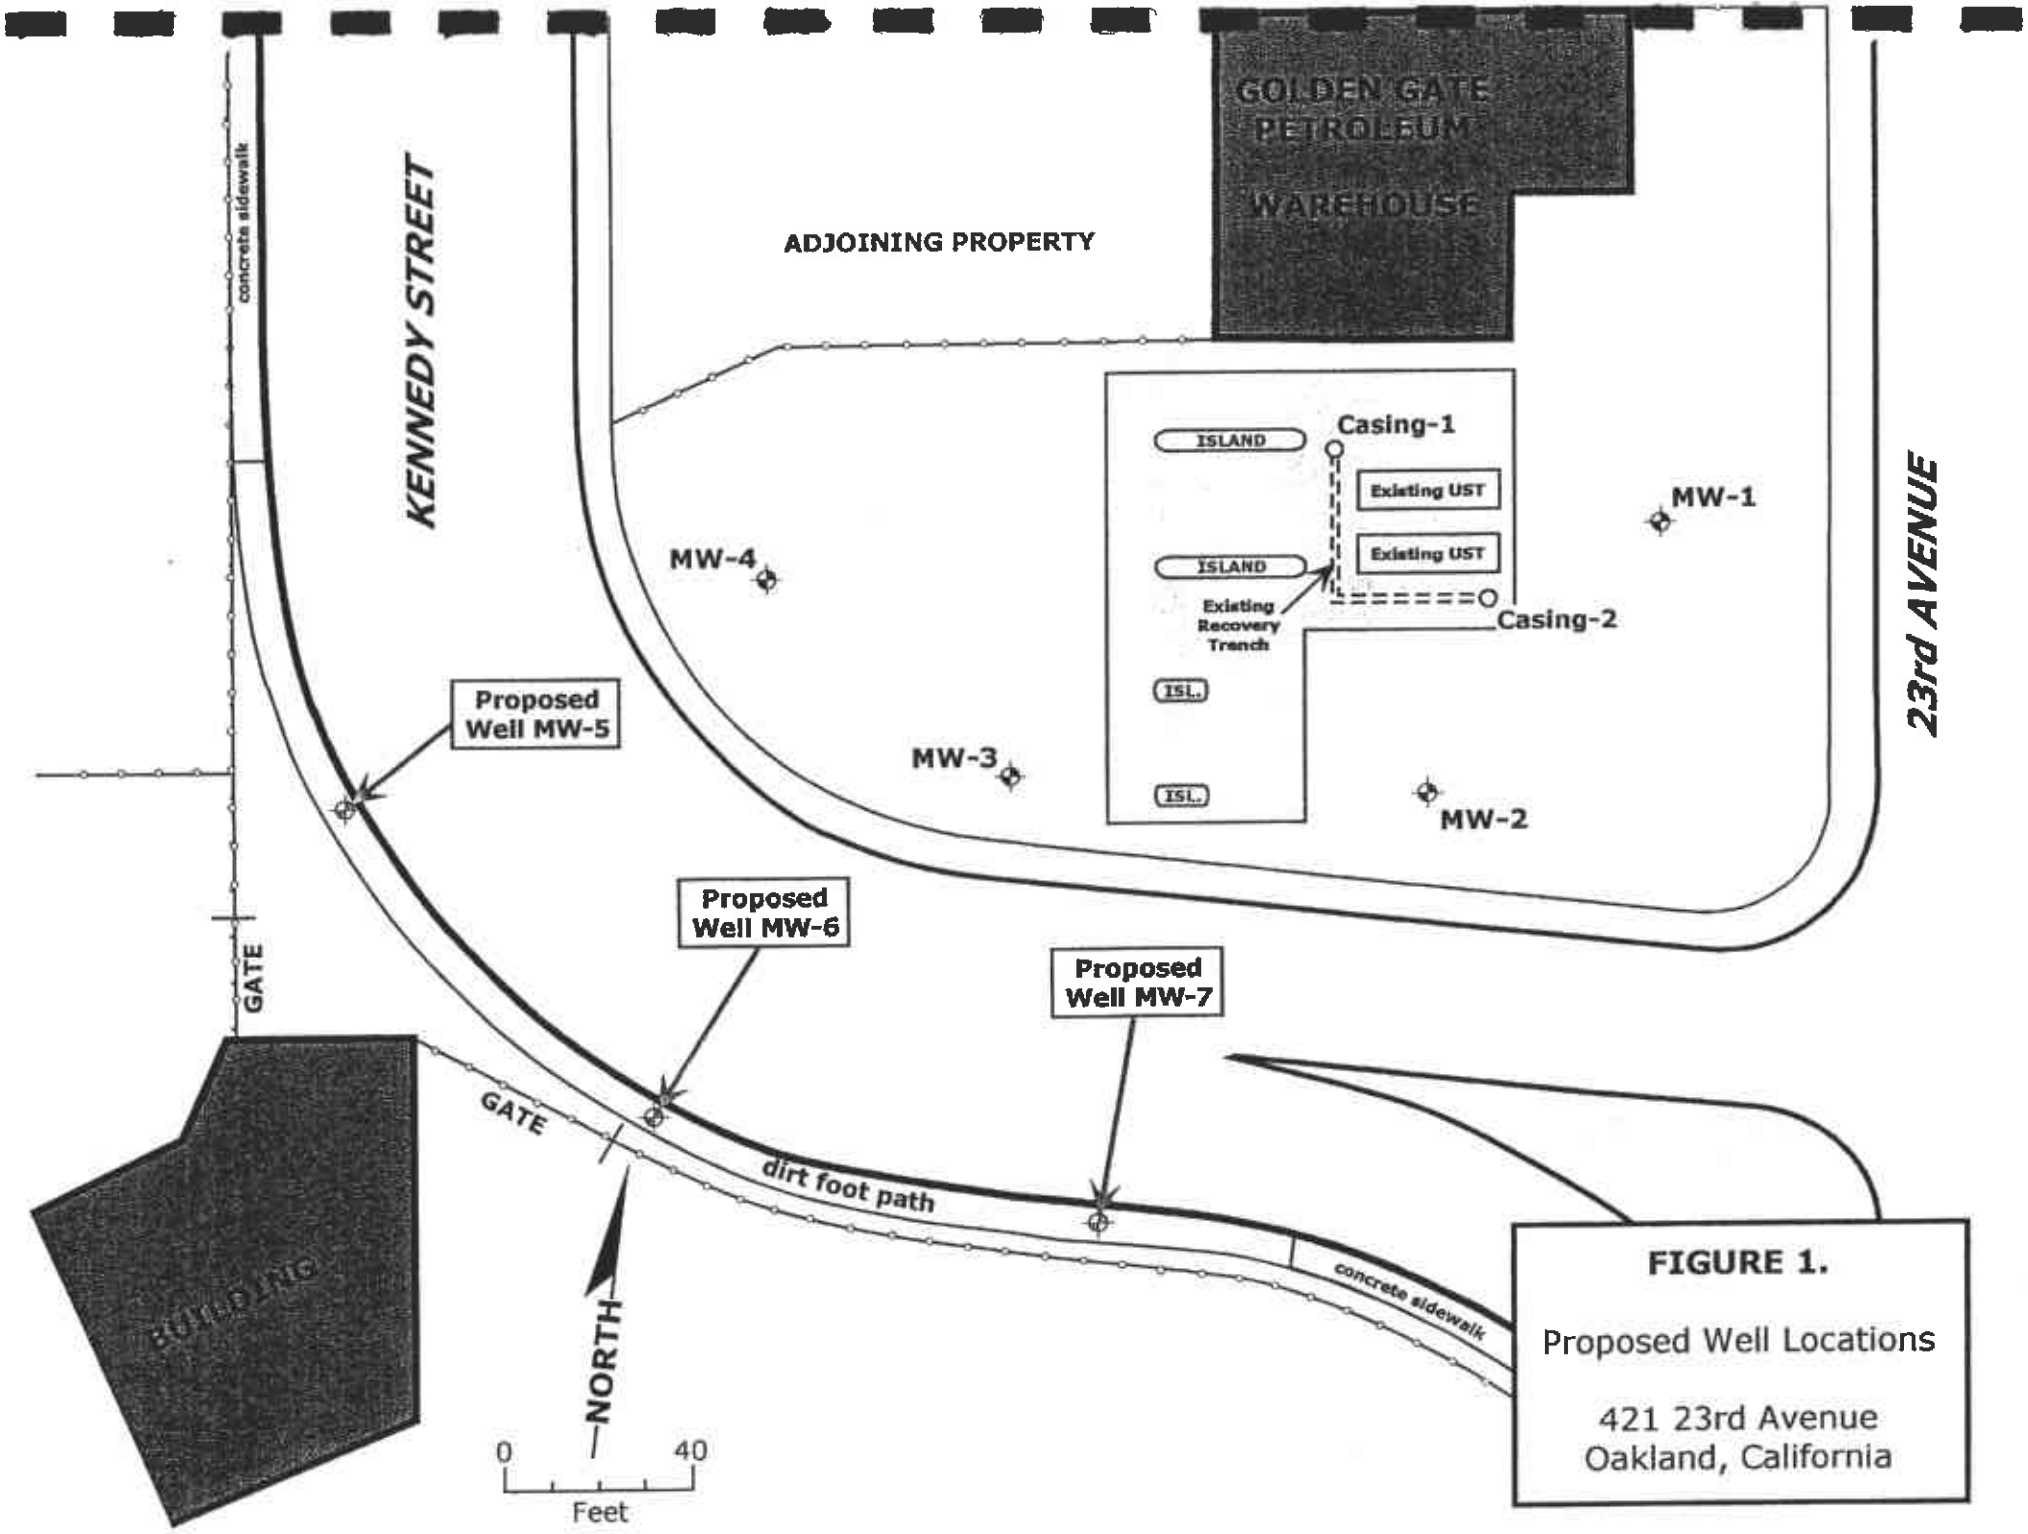 GOLDEN GATE
PETROLEUM
WAREHOUSE
concrete sidewalk
KENNEDY STREET
ADJOINING PROPERTY
23rd AVENUE
ISLAND
Casing-1
Existing UST
MW-1
Existing UST
MW-4
ISLAND
Existing
Recovery
Trench
Casing-2
Proposed
Well MW-5
ISL.
MW-3
ISL.
MW-2
Proposed
Well MW-6
GATE
Proposed
Well MW-7
GATE
dirt foot path
concrete sidewalk
BUILDING
NORTH
0 40
Feet
FIGURE 1.
Proposed Well Locations
421 23rd Avenue
Oakland, California